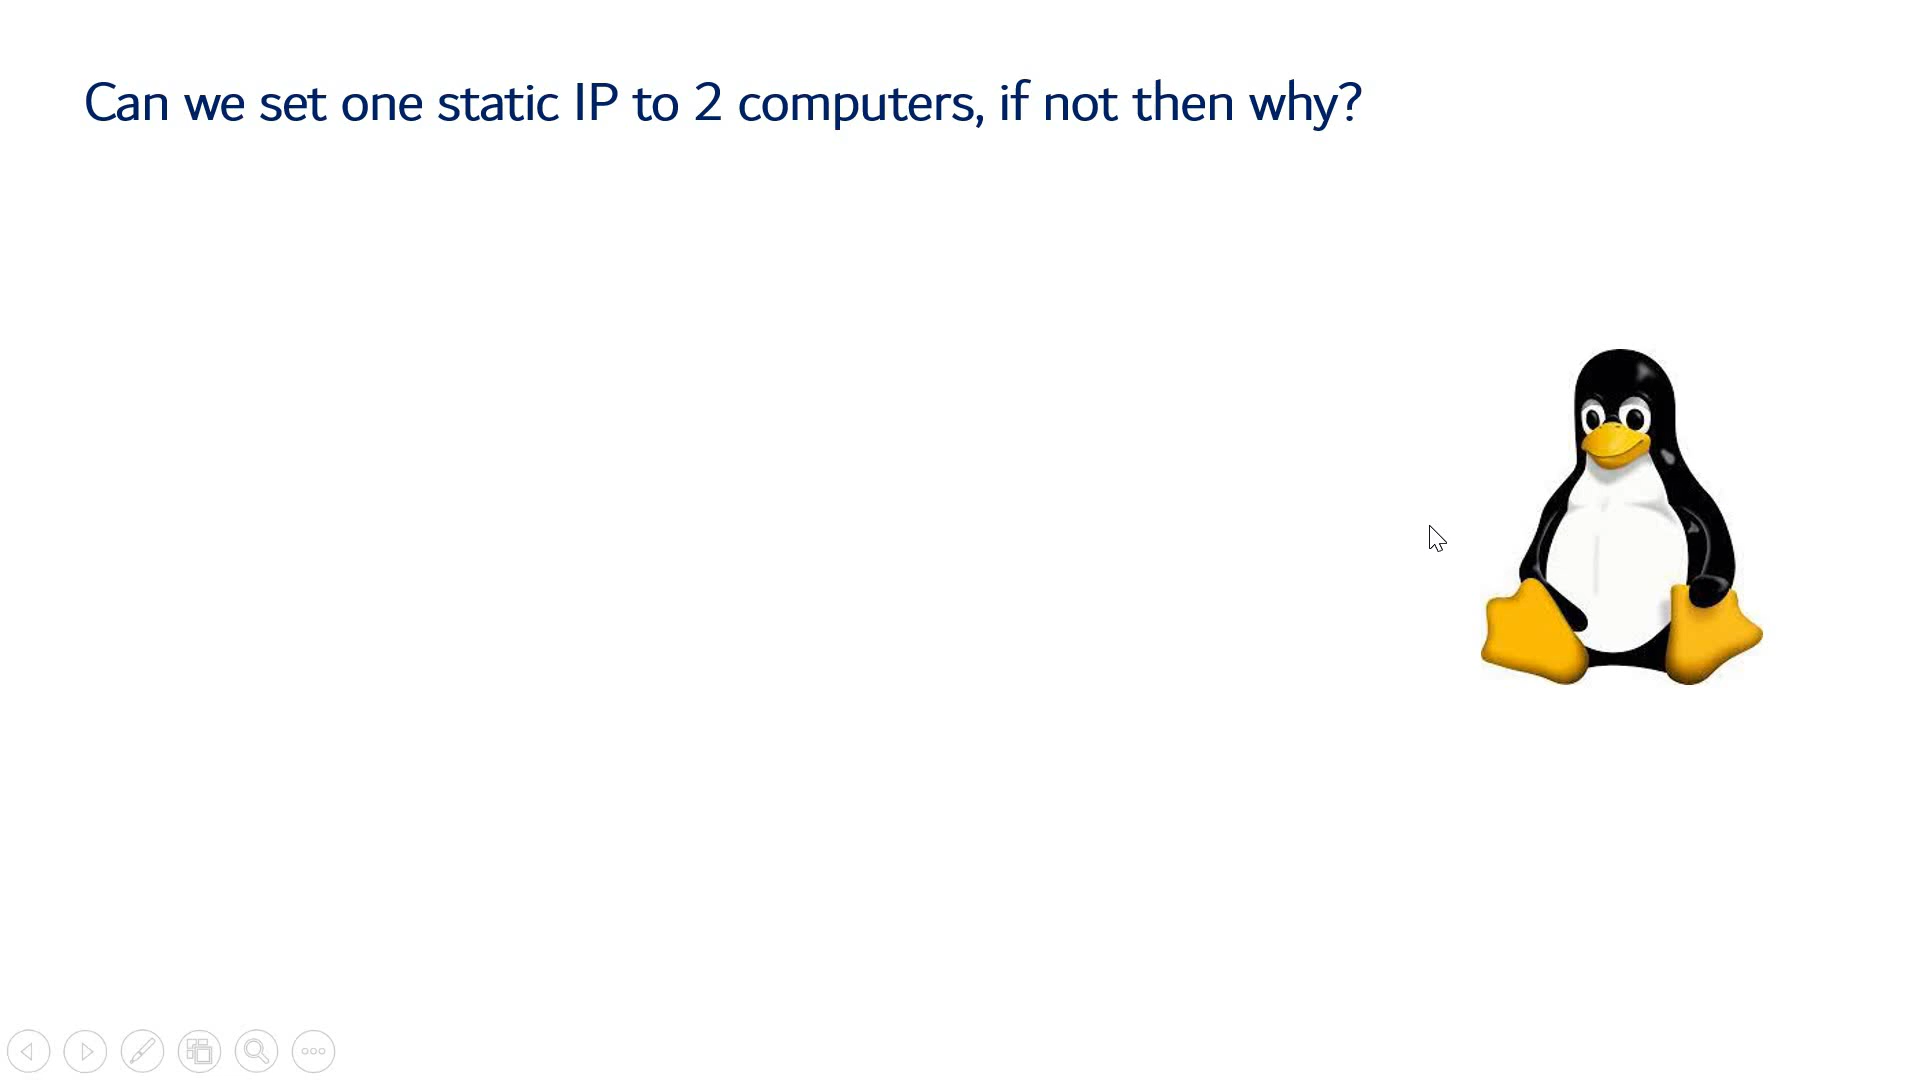 Can we set one static IP to 2 computers, if not then why?